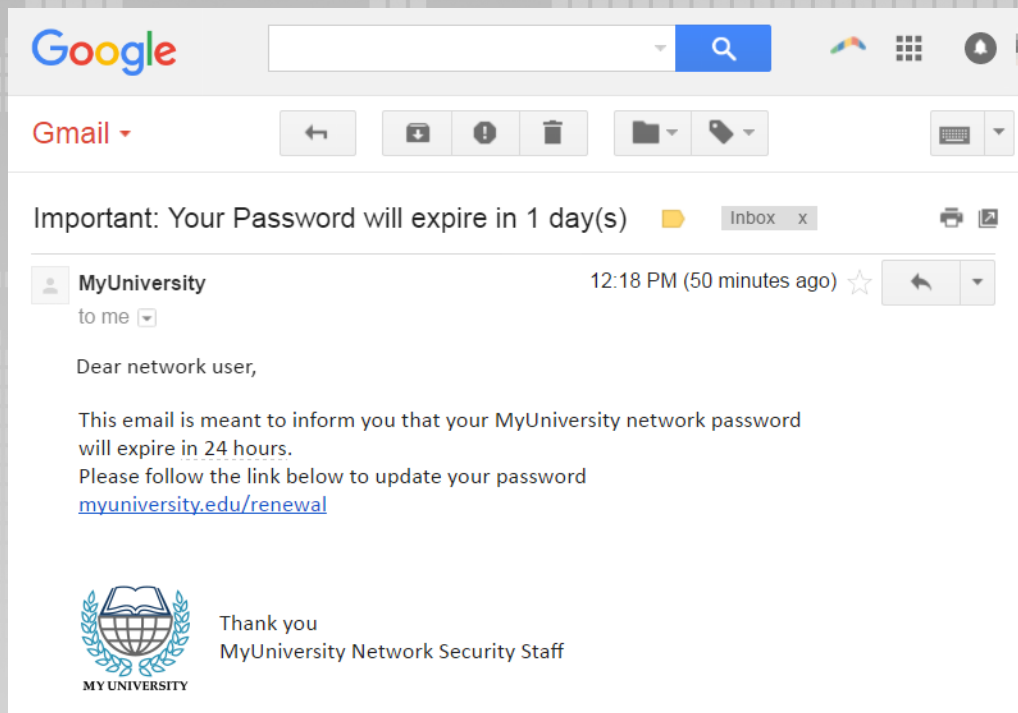 Google
Gmail
Important: Your Password will expire in 1 day(s)
Inbox x
MyUniversity
12:18 PM (50 minutes ago)
to me
Dear network user,
This email is meant to inform you that your MyUniversity network password
will expire in 24 hours.
Please follow the link below to update your password
myuniversity.edu/renewal
Thank you
MyUniversity Network Security Staff
MY UNIVERSITY